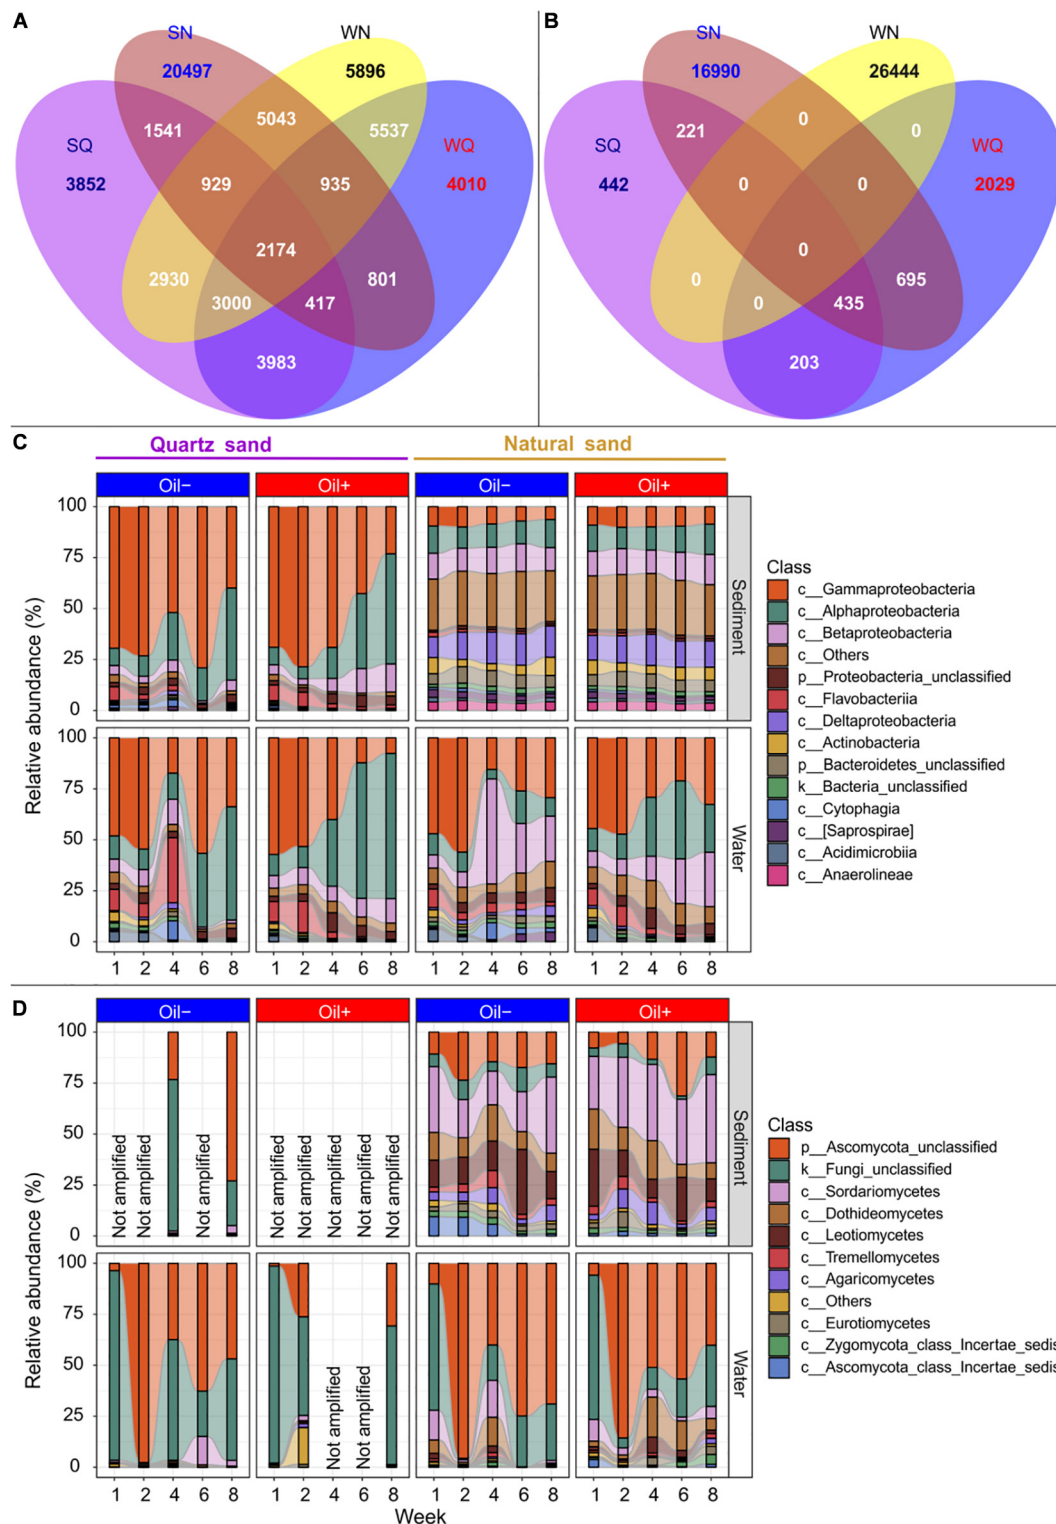 A
B
SN
WN
SN
WN
20497
5896
16990
26444
1541
5043
5537
221
0
0
SQ
WQ
SQ
WQ
3852
929
935
4010
442
0
0
2029
2174
0
2930
3000
417
801
0
0
435
695
3983
203
C
Quartz sand
Natural sand
Oil−
Oil+
Oil−
Oil+
100
75
50
25
0
Sediment
100
75
50
25
0
Water
Relative abundance (%)
1 2 4 6 8
1 2 4 6 8
1 2 4 6 8
1 2 4 6 8
Class
c__Gammaproteobacteria
c__Alphaproteobacteria
c__Betaproteobacteria
c__Others
p__Proteobacteria_unclassified
c__Flavobacteriia
c__Deltaproteobacteria
c__Actinobacteria
p__Bacteroidetes_unclassified
k__Bacteria_unclassified
c__Cytophagia
c__[Saprospirae]
c__Acidimicrobiia
c__Anaerolineae
D
Oil−
Oil+
Oil−
Oil+
100
75
50
25
0
Relative abundance (%)
Not amplified
Not amplified
Not amplified
Not amplified
Not amplified
Not amplified
Not amplified
Not amplified
Sediment
100
75
50
25
0
Relative abundance (%)
Not amplified
Not amplified
Water
1 2 4 6 8
1 2 4 6 8
1 2 4 6 8
1 2 4 6 8
Week
Class
p__Ascomycota_unclassified
k__Fungi_unclassified
c__Sordariomycetes
c__Dothideomycetes
c__Leotiomycetes
c__Tremellomycetes
c__Agaricomycetes
c__Others
c__Eurotiomycetes
c__Zygomycota_class_Incertae_sedis
c__Ascomycota_class_Incertae_sedis